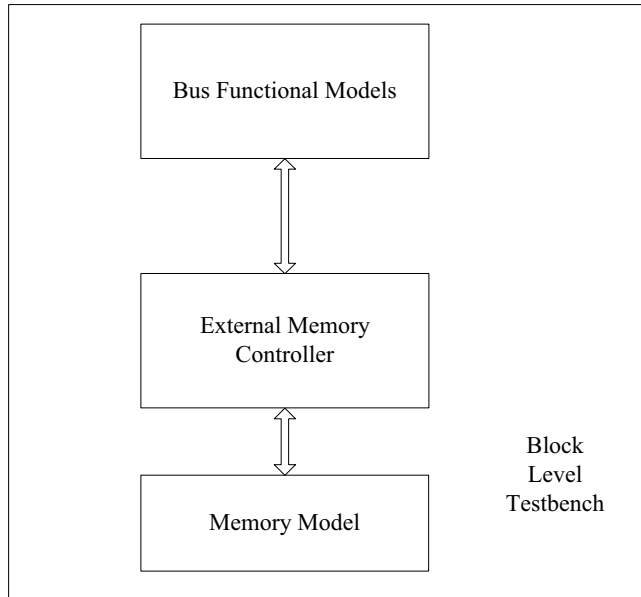 Bus Functional Models
External Memory
Controller
Block
Level
Testbench
Memory Model